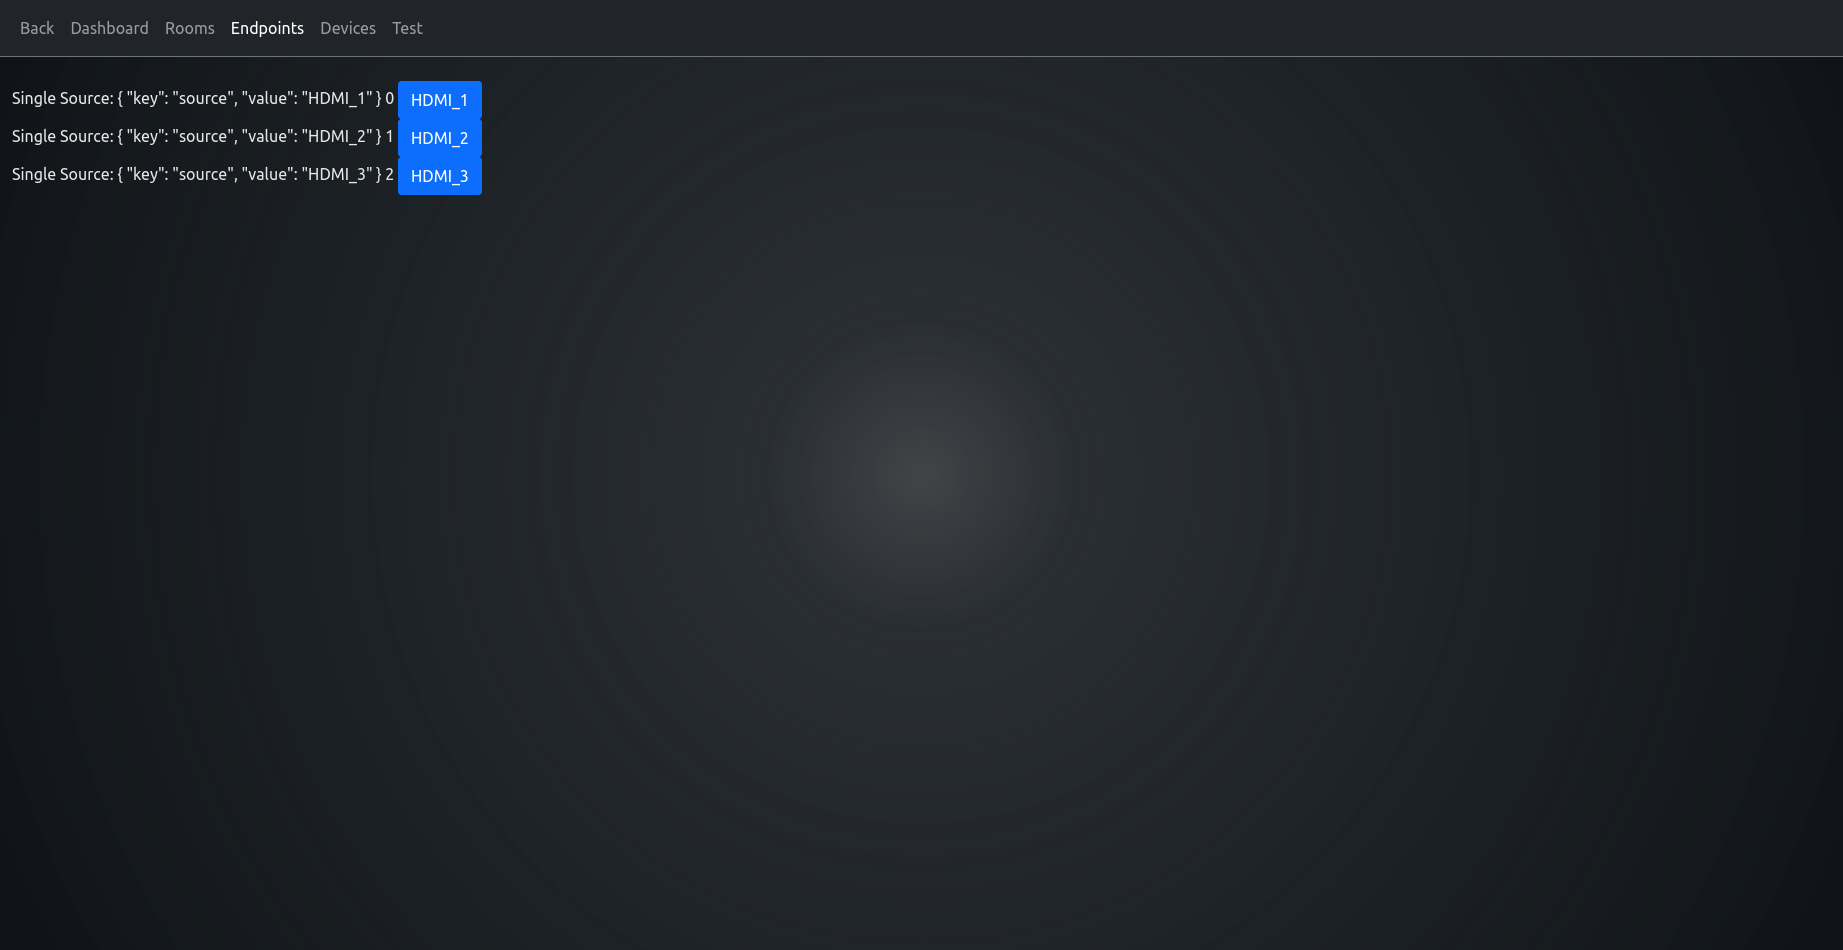 Back Dashboard Rooms Endpoints Devices Test
Single Source: { "key": "source", "value": "HDMI_1" } 0 HDMI_1
Single Source: { "key": "source", "value": "HDMI_2" } 1 HDMI_2
Single Source: { "key": "source", "value": "HDMI_3" } 2 HDMI_3